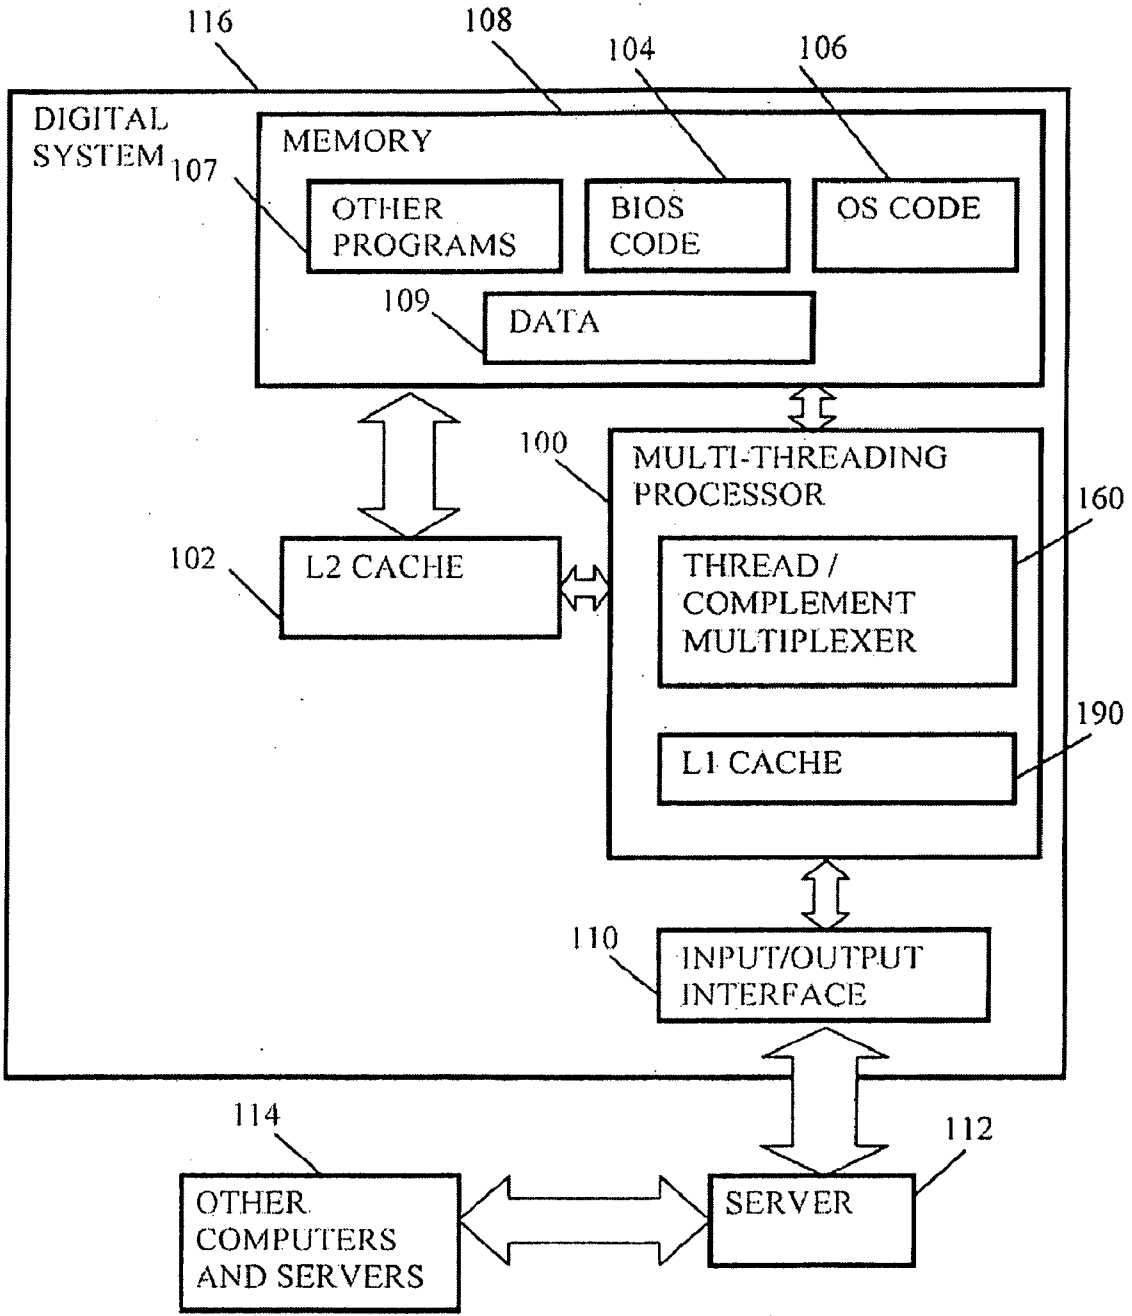 116
108
104
106
DIGITAL
SYSTEM
MEMORY
107
OTHER
PROGRAMS
BIOS
CODE
OS CODE
109
DATA
100
MULTI-THREADING
PROCESSOR
160
102
L2 CACHE
THREAD /
COMPLEMENT
MULTIPLEXER
190
L1 CACHE
110
INPUT/OUTPUT
INTERFACE
114
112
OTHER
COMPUTERS
AND SERVERS
SERVER